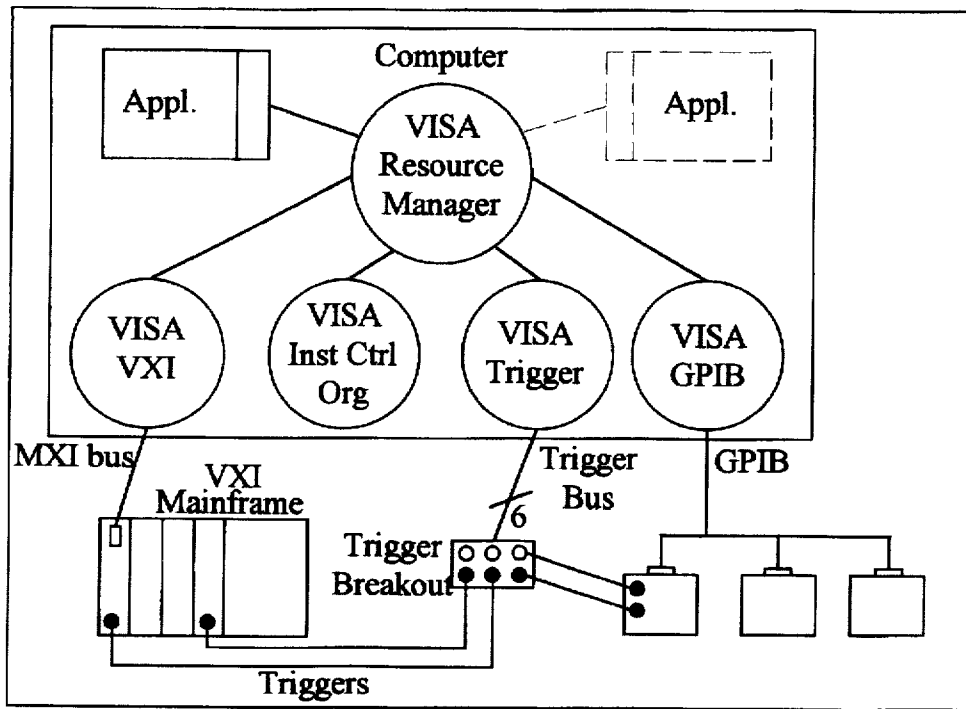 Computer
Appl.
Appl.
VISA
Resource
Manager
VISA
VXI
VISA
Inst Ctrl
Org
VISA
Trigger
VISA
GPIB
MXI bus
VXI
Mainframe
Trigger
Bus
GPIB
6
Trigger
Breakout
Triggers